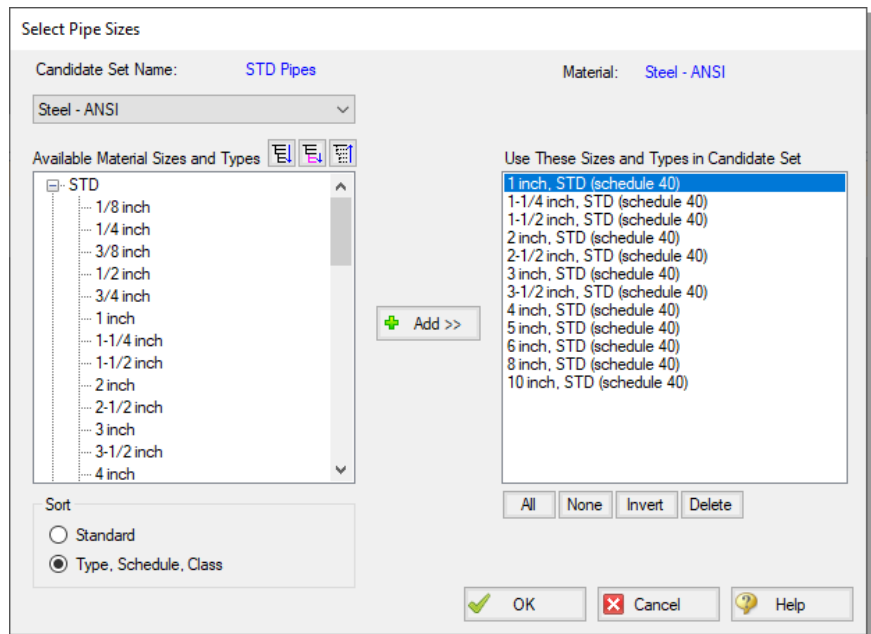 Select Pipe Sizes
Candidate Set Name: STD Pipes
Material: Steel - ANSI
Steel - ANSI
Available Material Sizes and Types
STD
1/8 inch
1/4 inch
3/8 inch
1/2 inch
3/4 inch
1 inch
1-1/4 inch
1-1/2 inch
2 inch
2-1/2 inch
3 inch
3-1/2 inch
4 inch
Sort
Standard
Type, Schedule, Class
Add >>
Use These Sizes and Types in Candidate Set
1 inch, STD (schedule 40)
1-1/4 inch, STD (schedule 40)
1-1/2 inch, STD (schedule 40)
2 inch, STD (schedule 40)
2-1/2 inch, STD (schedule 40)
3 inch, STD (schedule 40)
3-1/2 inch, STD (schedule 40)
4 inch, STD (schedule 40)
5 inch, STD (schedule 40)
6 inch, STD (schedule 40)
8 inch, STD (schedule 40)
10 inch, STD (schedule 40)
All None Invert Delete
OK Cancel Help